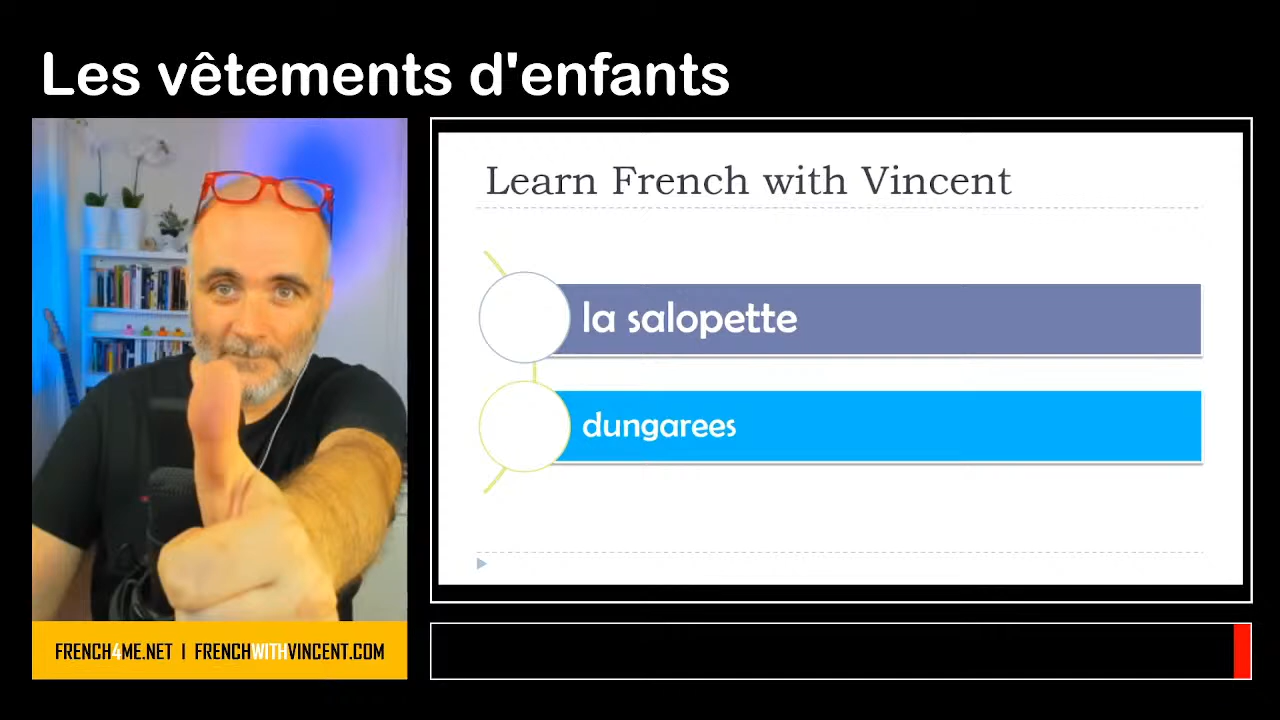 Les vêtements d'enfants
Learn French with Vincent
la salopette
dungarees
FRENCH4ME.NET I FRENCHWITHVINCENT.COM